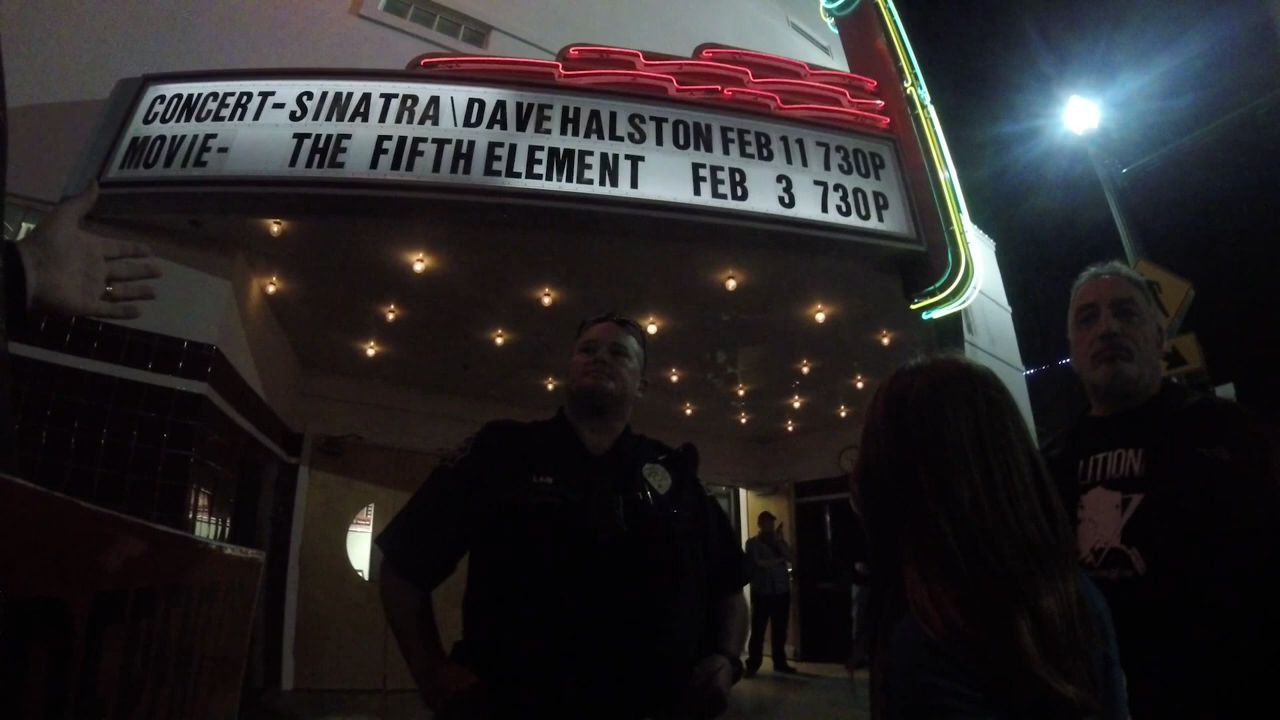 CONCERT-SINATRA\DAVE HALSTON FEB 11 730P
MOVIE- THE FIFTH ELEMENT FEB 3 730P
LITION